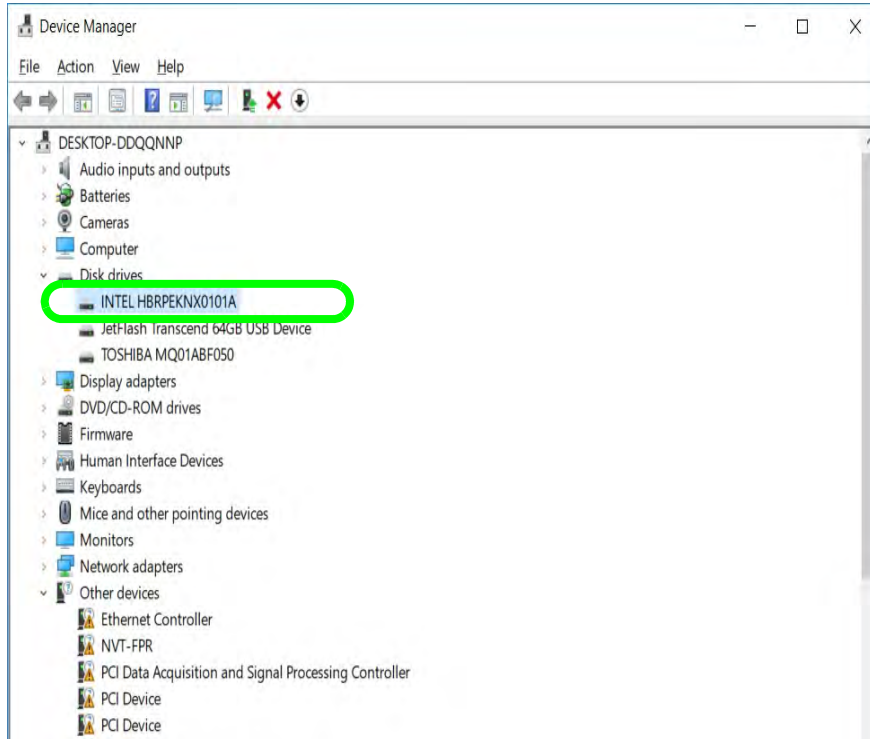 Device Manager
File Action View Help
DESKTOP-DDQQNNP
Audio inputs and outputs
Batteries
Cameras
Computer
Disk drives
INTEL HBRPEKNX0101A
JetFlash Transcend 64GB USB Device
TOSHIBA MQ01ABF050
Display adapters
DVD/CD-ROM drives
Firmware
Human Interface Devices
Keyboards
Mice and other pointing devices
Monitors
Network adapters
Other devices
Ethernet Controller
NVT-FPR
PCI Data Acquisition and Signal Processing Controller
PCI Device
PCI Device